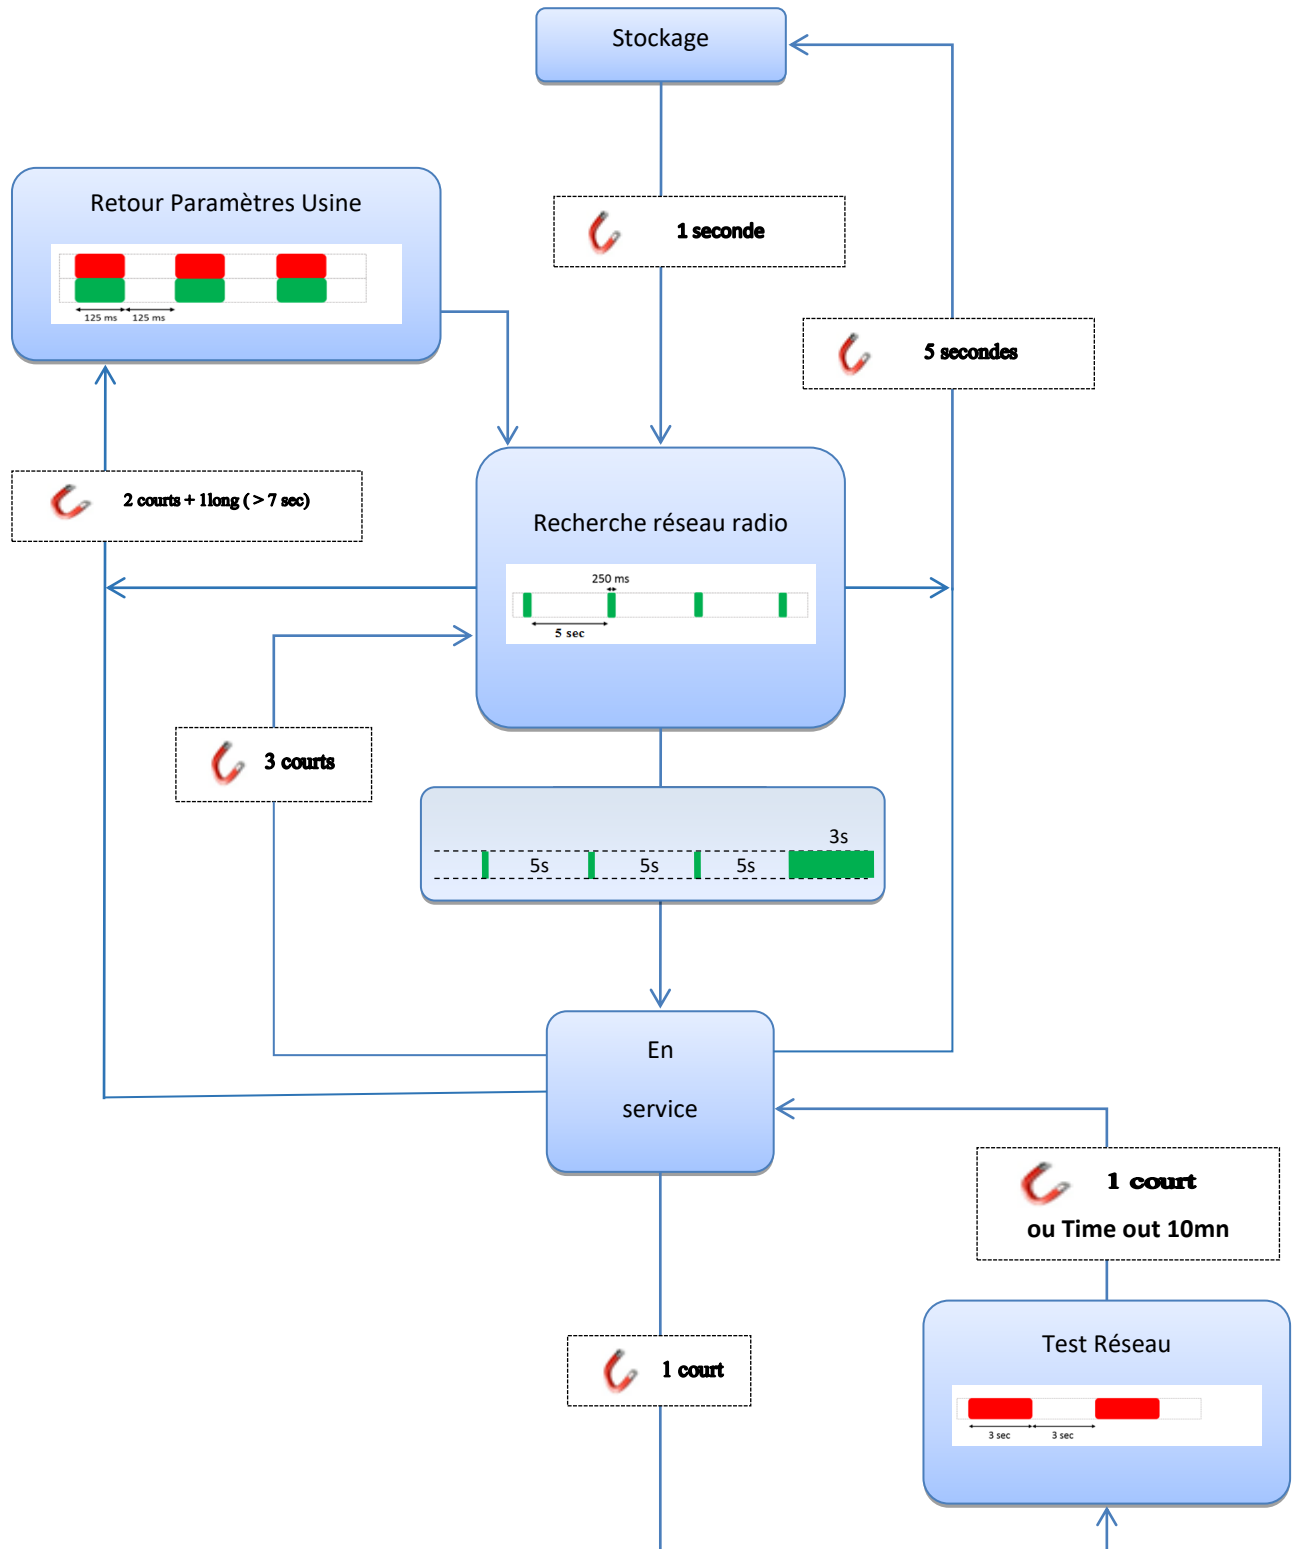 Stockage
1 seconde
Retour Paramètres Usine
125 ms 125 ms
5 secondes
2 courts + 1long ( > 7 sec)
Recherche réseau radio
250 ms
5 sec
3 courts
3s
5s 5s 5s
En
service
1 court
ou Time out 10mn
1 court
Test Réseau
3 sec 3 sec